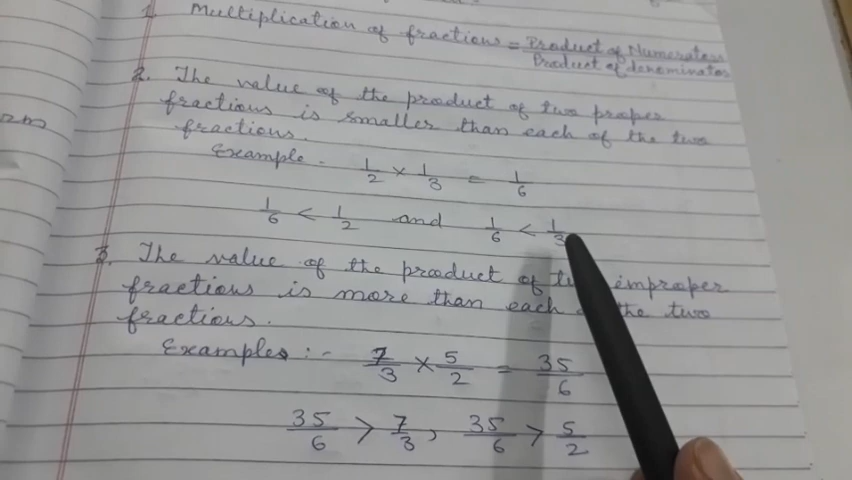 1. Multiplication of fractions = Product of Numerators / Product of denominator
2. The value of the product of two proper
fractions is smaller than each of the two
fractions.
Example - 1/2 × 1/3 = 1/6
1/6 < 1/2 and 1/6 < 1/3
3. The value of the product of improper
fractions is more than each the two
fractions.
Examples :- 7/3 × 5/2 = 35/6
35/6 > 7/3 , 35/6 > 5/2